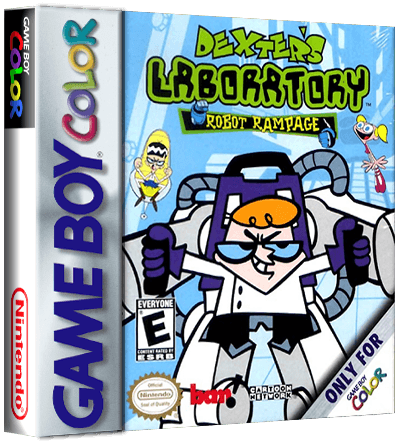 GAME BOY
COLOR
Nintendo
GAME BOY COLOR
DEXTER'S
LABORATORY™
ROBOT RAMPAGE
EVERYONE
E
CONTENT RATED BY
ESRB
Official
Nintendo
Seal of Quality
bam!
CARTOON
NETWORK
ONLY FOR
GAME BOY
COLOR